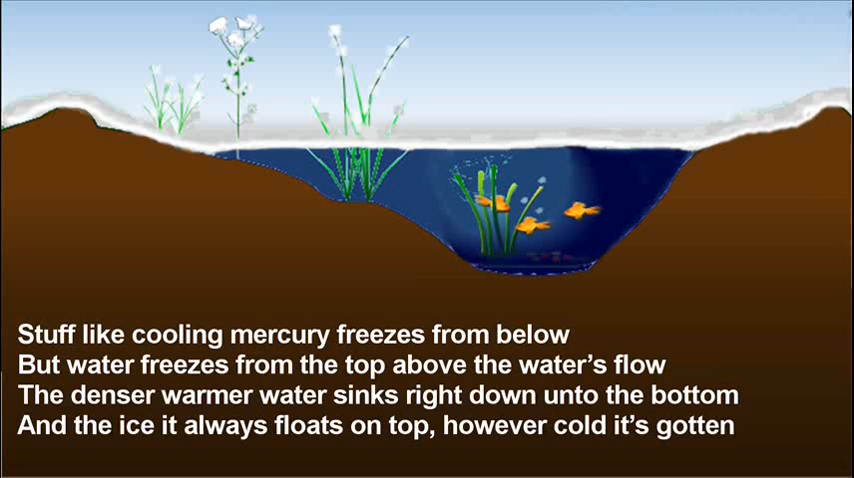 Stuff like cooling mercury freezes from below
But water freezes from the top above the water's flow
The denser warmer water sinks right down unto the bottom
And the ice it always floats on top, however cold it's gotten